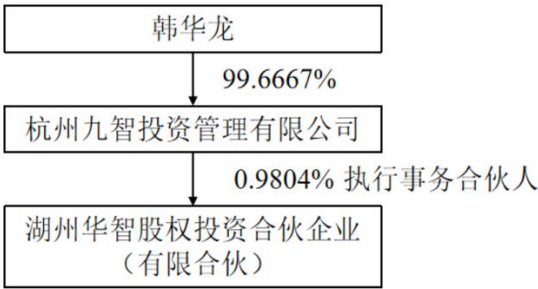 韩华龙
99.6667%
杭州九智投资管理有限公司
0.9804% 执行事务合伙人
湖州华智股权投资合伙企业
（有限合伙）